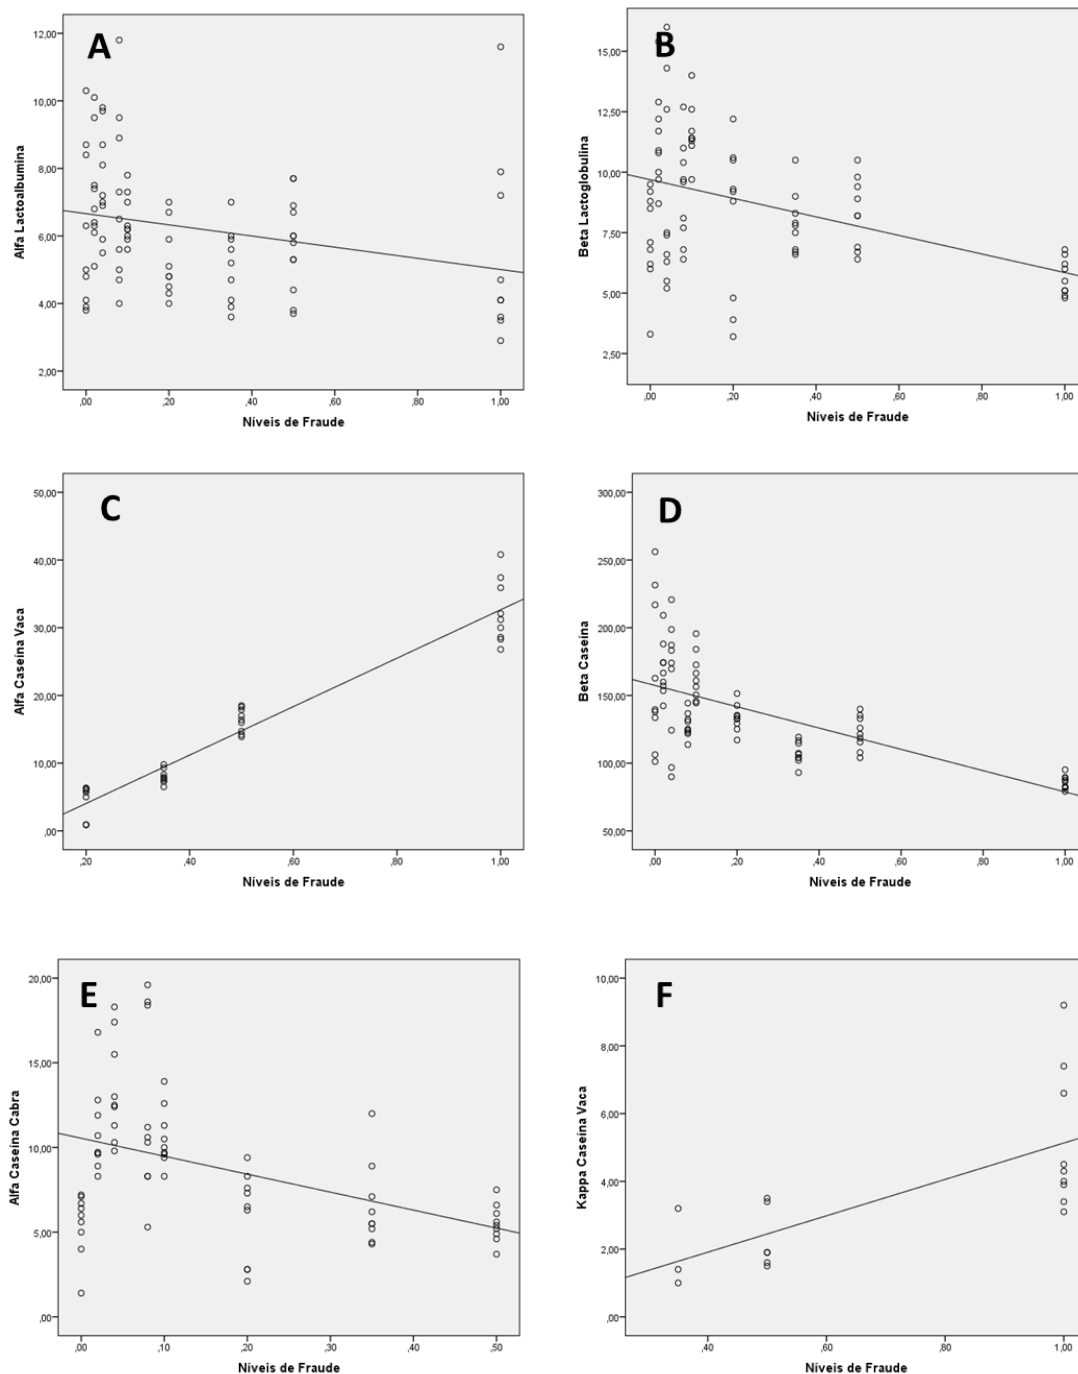 A
Alfa Lactoalbumina
12,00
10,00
8,00
6,00
4,00
2,00
,00 ,20 ,40 ,60 ,80 1,00
Níveis de Fraude
B
Beta Lactoglobulina
15,00
12,50
10,00
7,50
5,00
2,50
,00 ,20 ,40 ,60 ,80 1,00
Níveis de Fraude
C
Alfa Caseína Vaca
50,00
40,00
30,00
20,00
10,00
,00
,20 ,40 ,60 ,80 1,00
Níveis de Fraude
D
Beta Caseína
300,00
250,00
200,00
150,00
100,00
50,00
,00 ,20 ,40 ,60 ,80 1,00
Níveis de Fraude
E
Alfa Caseína Cabra
20,00
15,00
10,00
5,00
,00
,00 ,10 ,20 ,30 ,40 ,50
Níveis de Fraude
F
Kappa Caseína Vaca
10,00
8,00
6,00
4,00
2,00
,00
,40 ,60 ,80 1,00
Níveis de Fraude